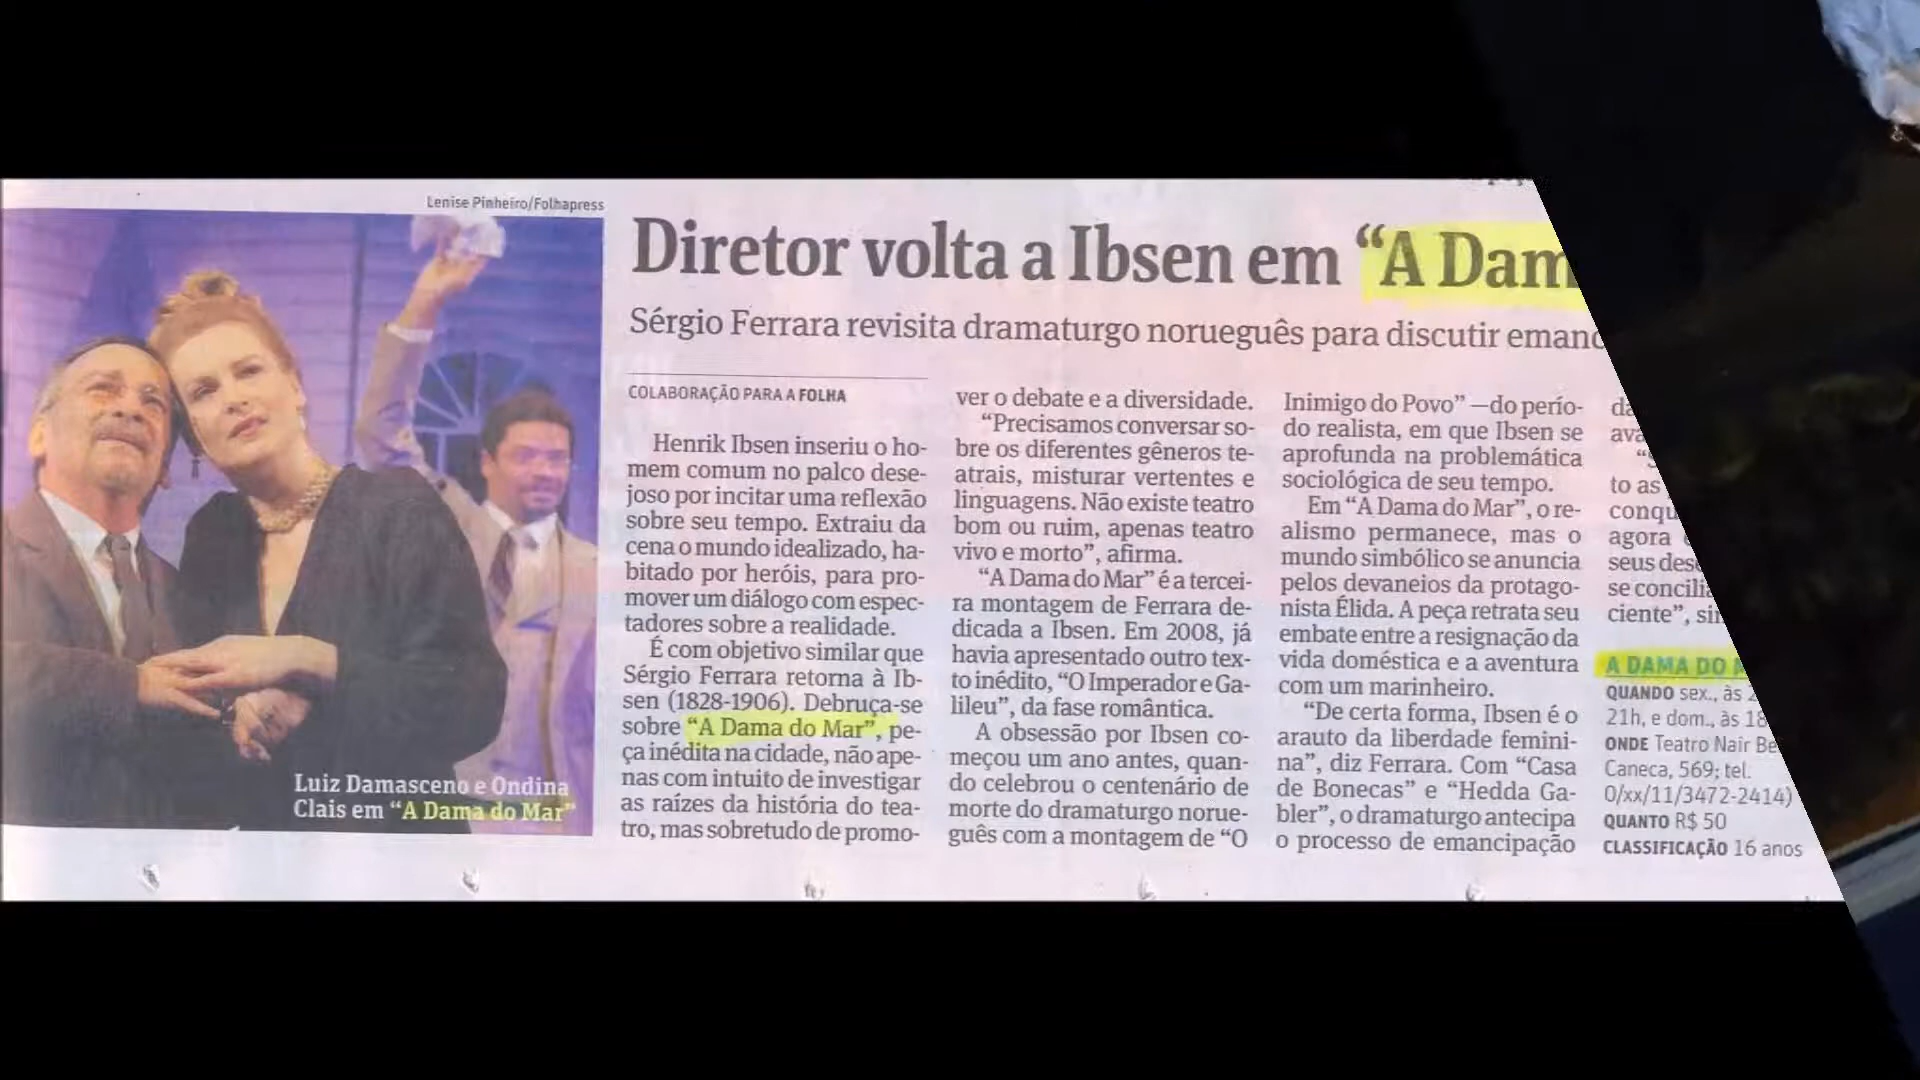 Lenise Pinheiro/Folhapress
Diretor volta a Ibsen em “A Dam
Sérgio Ferrara revisita dramaturgo norueguês para discutir emanc
COLABORAÇÃO PARA A FOLHA
Henrik Ibsen inseriu o ho-
mem comum no palco dese-
joso por incitar uma reflexão
sobre seu tempo. Extraiu da
cena o mundo idealizado, ha-
bitado por heróis, para pro-
mover um diálogo com espec-
tadores sobre a realidade.
É com objetivo similar que
Sérgio Ferrara retorna à Ib-
sen (1828-1906). Debruça-se
sobre “A Dama do Mar”, pe-
ça inédita na cidade, não ape-
nas com intuito de investigar
as raízes da história do tea-
tro, mas sobretudo de promo-
ver o debate e a diversidade.
“Precisamos conversar so-
bre os diferentes gêneros te-
atrais, misturar vertentes e
linguagens. Não existe teatro
bom ou ruim, apenas teatro
vivo e morto”, afirma.
“A Dama do Mar” é a tercei-
ra montagem de Ferrara de-
dicada a Ibsen. Em 2008, já
havia apresentado outro tex-
to inédito, “O Imperador e Ga-
lileu”, da fase romântica.
A obsessão por Ibsen co-
meçou um ano antes, quan-
do celebrou o centenário de
morte do dramaturgo norue-
guês com a montagem de “O
Inimigo do Povo” —do perío-
do realista, em que Ibsen se
aprofunda na problemática
sociológica de seu tempo.
Em “A Dama do Mar”, o re-
alismo permanece, mas o
mundo simbólico se anuncia
pelos devaneios da protago-
nista Élida. A peça retrata seu
embate entre a resignação da
vida doméstica e a aventura
com um marinheiro.
“De certa forma, Ibsen é o
arauto da liberdade femini-
na”, diz Ferrara. Com “Casa
de Bonecas” e “Hedda Ga-
bler”, o dramaturgo antecipa
o processo de emancipação
to as
conqu
agora
seus des
se concili
ciente”, si
A DAMA DO
QUANDO sex., às
21h, e dom., às 18
ONDE Teatro Nair Be
Caneca, 569; tel.
0/xx/11/3472-2414)
QUANTO R$ 50
CLASSIFICAÇÃO 16 anos
Luiz Damasceno e Ondina
Clais em “A Dama do Mar”